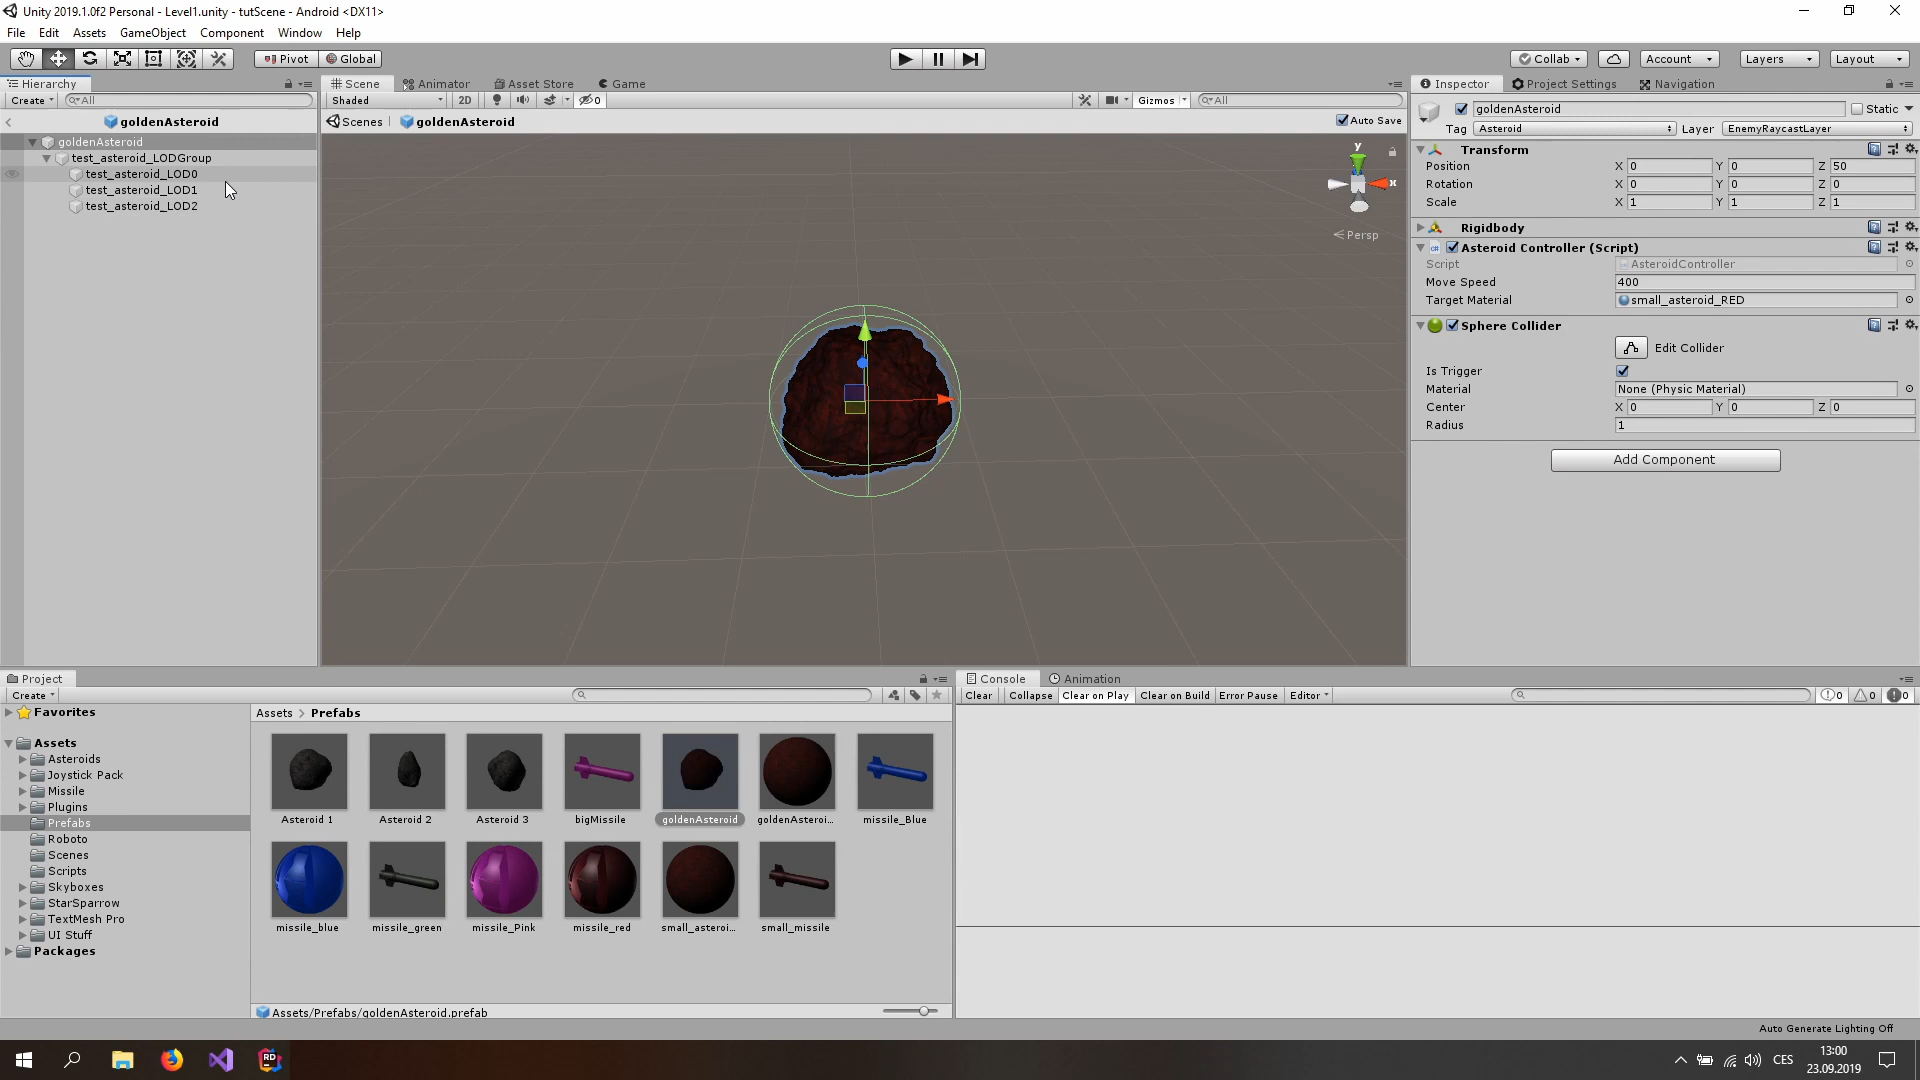 Unity 2019.1.0f2 Personal - Level1.unity - tutScene - Android <DX11>
File Edit Assets GameObject Component Window Help
Pivot Global Collab Account Layers Layout
Hierarchy
Create All
goldenAsteroid
goldenAsteroid
test_asteroid_LODGroup
test_asteroid_LOD0
test_asteroid_LOD1
test_asteroid_LOD2
Scene Animator Asset Store Game
Shaded 2D 0 Gizmos All
Scenes goldenAsteroid Auto Save
y
x
Persp
Inspector Project Settings Navigation
goldenAsteroid Static
Tag Asteroid Layer EnemyRaycastLayer
Transform
Position X 0 Y 0 Z 50
Rotation X 0 Y 0 Z 0
Scale X 1 Y 1 Z 1
Rigidbody
Asteroid Controller (Script)
Script AsteroidController
Move Speed 400
Target Material small_asteroid_RED
Sphere Collider
Edit Collider
Is Trigger
Material None (Physic Material)
Center X 0 Y 0 Z 0
Radius 1
Add Component
Project
Create
Favorites
Assets
Asteroids
Joystick Pack
Missile
Plugins
Prefabs
Roboto
Scenes
Scripts
Skyboxes
StarSparrow
TextMesh Pro
UI Stuff
Packages
Assets > Prefabs
Asteroid 1 Asteroid 2 Asteroid 3 bigMissile goldenAsteroid goldenAsteroi... missile_Blue
missile_blue missile_green missile_Pink missile_red small_asteroi... small_missile
Assets/Prefabs/goldenAsteroid.prefab
Console Animation
Clear Collapse Clear on Play Clear on Build Error Pause Editor 0 0 0
Auto Generate Lighting Off
RD
CES
13:00
23.09.2019